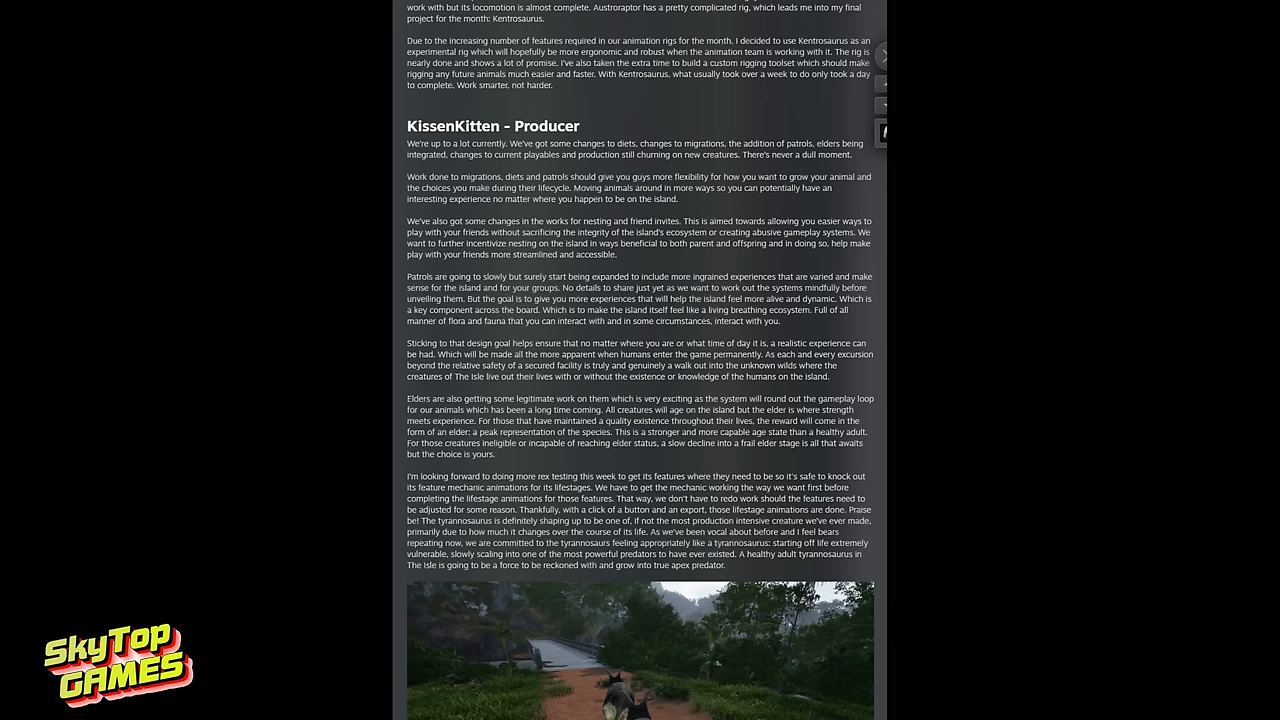 work with but its locomotion is almost complete. Austroraptor has a pretty complicated rig, which leads me into my final
project for the month: Kentrosaurus.
Due to the increasing number of features required in our animation rigs for the month, I decided to use Kentrosaurus as an
experimental rig which will hopefully be more ergonomic and robust when the animation team is working with it. The rig is
nearly done and shows a lot of promise. I've also taken the extra time to build a custom rigging toolset which should make
rigging any future animals much easier and faster. With Kentrosaurus, what usually took over a week to do only took a day
to complete. Work smarter, not harder.
KissenKitten - Producer
We're up to a lot currently. We've got some changes to diets, changes to migrations, the addition of patrols, elders being
integrated, changes to current playables and production still churning on new creatures. There's never a dull moment.
Work done to migrations, diets and patrols should give you guys more flexibility for how you want to grow your animal and
the choices you make during their lifecycle. Moving animals around in more ways so you can potentially have an
interesting experience no matter where you happen to be on the island.
We've also got some changes in the works for nesting and friend invites. This is aimed towards allowing you easier ways to
play with your friends without sacrificing the integrity of the island's ecosystem or creating abusive gameplay systems. We
want to further incentivize nesting on the island in ways beneficial to both parent and offspring and in doing so, help make
play with your friends more streamlined and accessible.
Patrols are going to slowly but surely start being expanded to include more ingrained experiences that are varied and make
sense for the island and for your groups. No details to share just yet as we want to work out the systems mindfully before
unveiling them. But the goal is to give you more experiences that will help the island feel more alive and dynamic. Which is
a key component across the board. Which is to make the island itself feel like a living breathing ecosystem. Full of all
manner of flora and fauna that you can interact with and in some circumstances, interact with you.
Sticking to that design goal helps ensure that no matter where you are or what time of day it is, a realistic experience can
be had. Which will be made all the more apparent when humans enter the game permanently. As each and every excursion
beyond the relative safety of a secured facility is truly and genuinely a walk out into the unknown wilds where the
creatures of The Isle live out their lives with or without the existence or knowledge of the humans on the island.
Elders are also getting some legitimate work on them which is very exciting as the system will round out the gameplay loop
for our animals which has been a long time coming. All creatures will age on the island but the elder is where strength
meets experience. For those that have maintained a quality existence throughout their lives, the reward will come in the
form of an elder: a peak representation of the species. This is a stronger and more capable age state than a healthy adult.
For those creatures ineligible or incapable of reaching elder status, a slow decline into a frail elder stage is all that awaits
but the choice is yours.
I'm looking forward to doing more rex testing this week to get its features where they need to be so it's safe to knock out
its feature mechanic animations for its lifestages. We have to get the mechanic working the way we want first before
completing the lifestage animations for those features. That way, we don't have to redo work should the features need to
be adjusted for some reason. Thankfully, with a click of a button and an export, those lifestage animations are done. Praise
be! The tyrannosaurus is definitely shaping up to be one of, if not the most production intensive creature we've ever made,
primarily due to how much it changes over the course of its life. As we've been vocal about before and I feel bears
repeating now, we are committed to the tyrannosaurs feeling appropriately like a tyrannosaurus: starting off life extremely
vulnerable, slowly scaling into one of the most powerful predators to have ever existed. A healthy adult tyrannosaurus in
The Isle is going to be a force to be reckoned with and grow into true apex predator.
SkyTop
GAMES